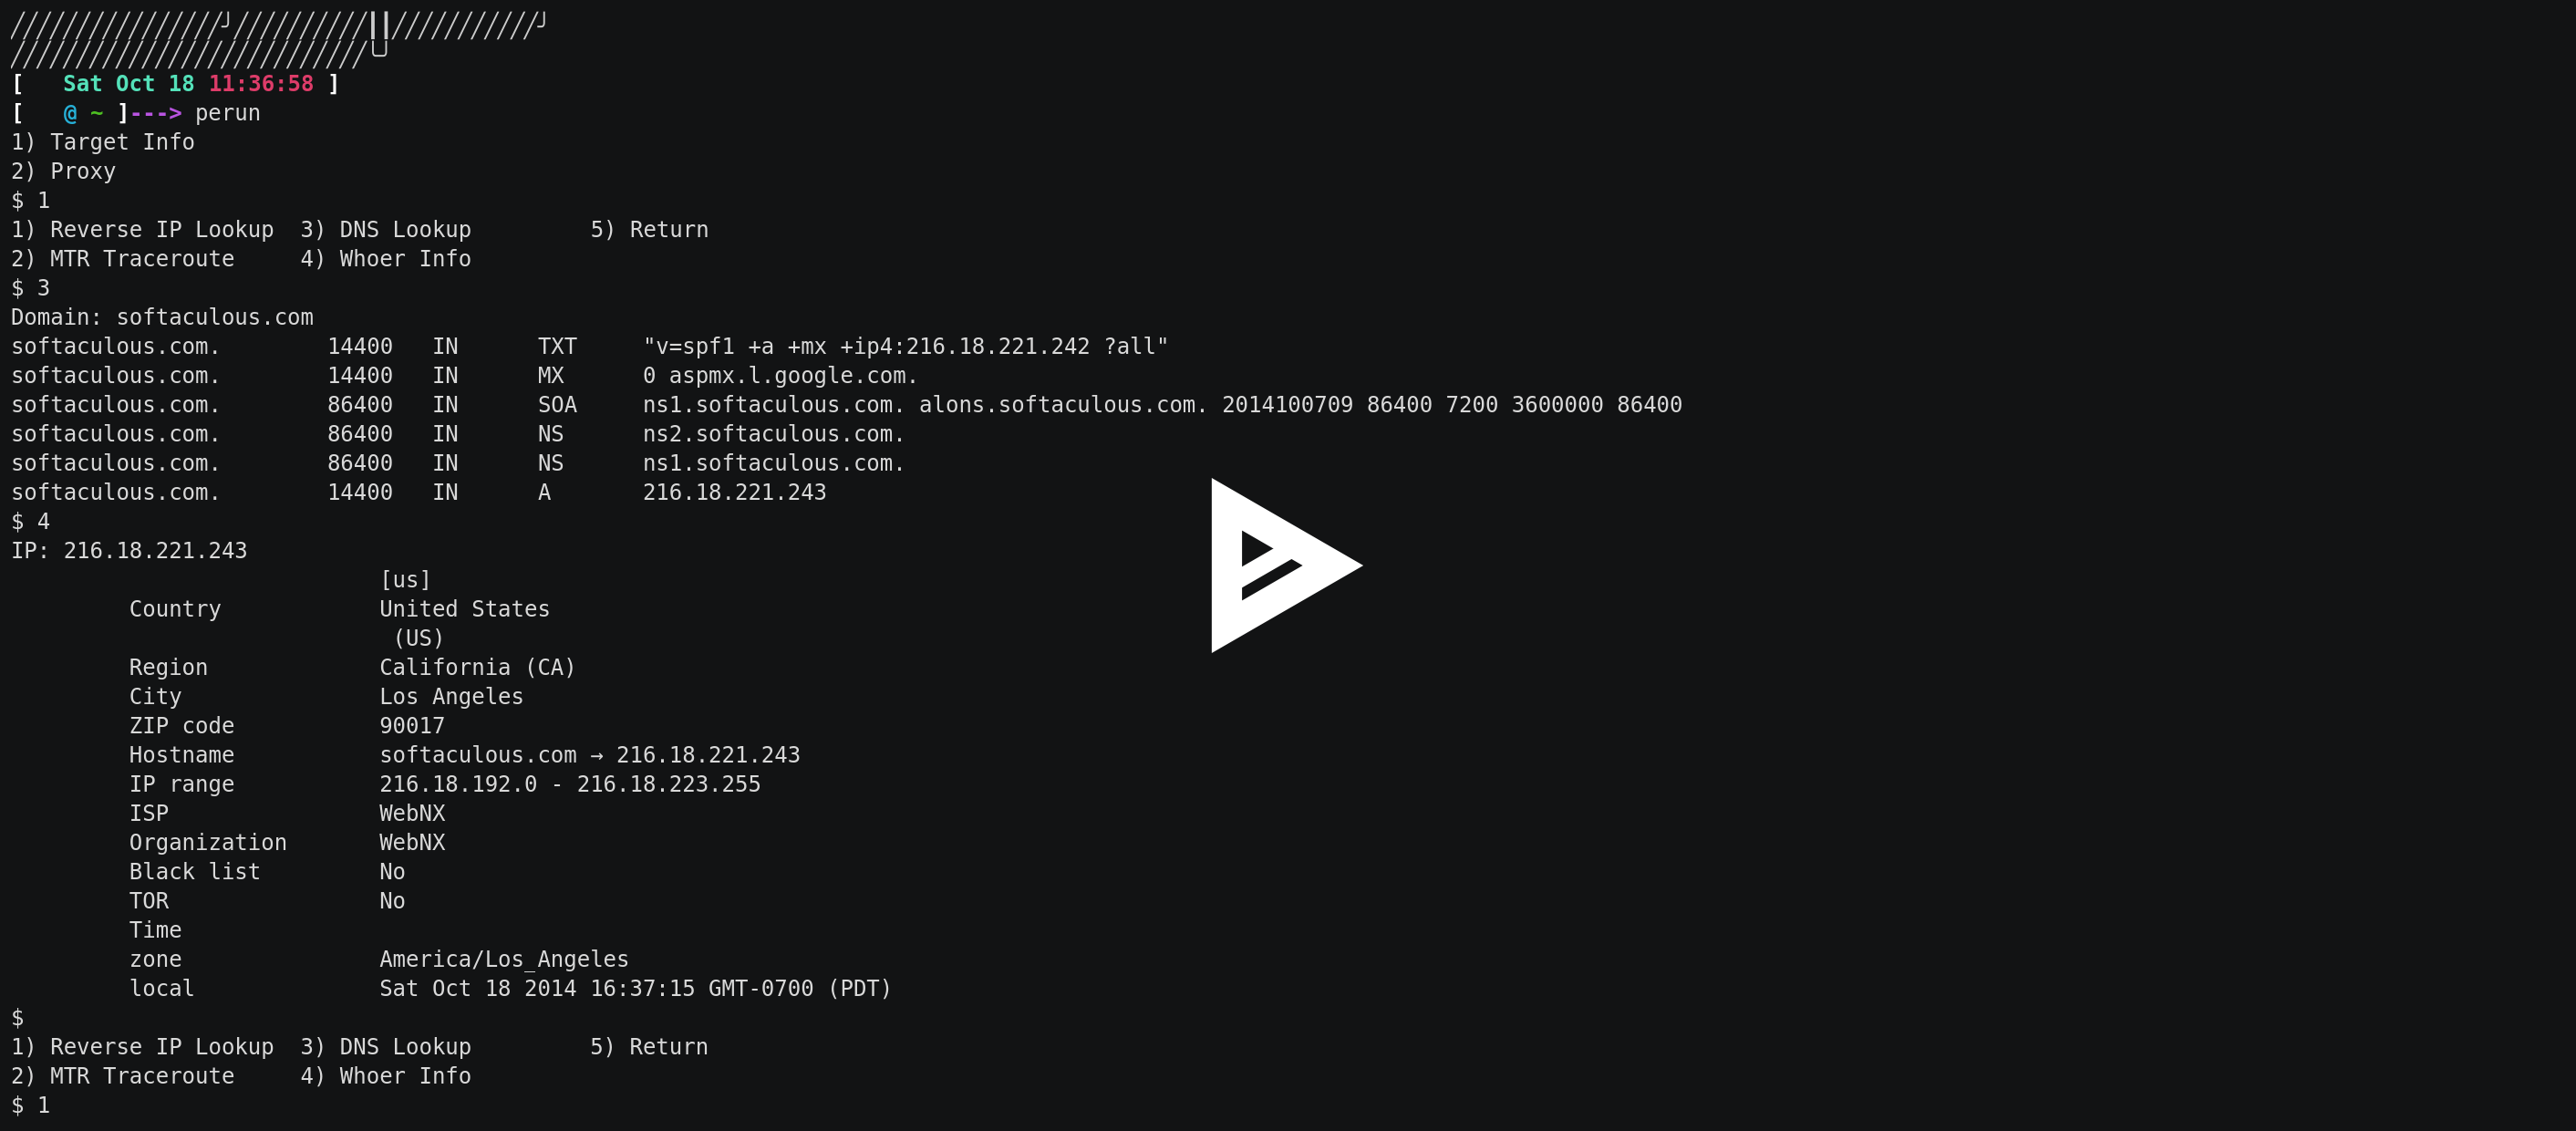 ╱╱╱╱╱╱╱╱╱╱╱╱╱╱╱╱╯╱╱╱╱╱╱╱╱╱╱┃┃╱╱╱╱╱╱╱╱╱╱╱╯
╱╱╱╱╱╱╱╱╱╱╱╱╱╱╱╱╱╱╱╱╱╱╱╱╱╱╱╰╯
[   Sat Oct 18 11:36:58 ]
[   @ ~ ]---> perun
1) Target Info
2) Proxy
$ 1
1) Reverse IP Lookup  3) DNS Lookup         5) Return
2) MTR Traceroute     4) Whoer Info
$ 3
Domain: softaculous.com
softaculous.com.        14400   IN      TXT     "v=spf1 +a +mx +ip4:216.18.221.242 ?all"
softaculous.com.        14400   IN      MX      0 aspmx.l.google.com.
softaculous.com.        86400   IN      SOA     ns1.softaculous.com. alons.softaculous.com. 2014100709 86400 7200 3600000 86400
softaculous.com.        86400   IN      NS      ns2.softaculous.com.
softaculous.com.        86400   IN      NS      ns1.softaculous.com.
softaculous.com.        14400   IN      A       216.18.221.243
$ 4
IP: 216.18.221.243
                            [us]
         Country            United States
                             (US)
         Region             California (CA)
         City               Los Angeles
         ZIP code           90017
         Hostname           softaculous.com → 216.18.221.243
         IP range           216.18.192.0 - 216.18.223.255
         ISP                WebNX
         Organization       WebNX
         Black list         No
         TOR                No
         Time
         zone               America/Los_Angeles
         local              Sat Oct 18 2014 16:37:15 GMT-0700 (PDT)
$
1) Reverse IP Lookup  3) DNS Lookup         5) Return
2) MTR Traceroute     4) Whoer Info
$ 1